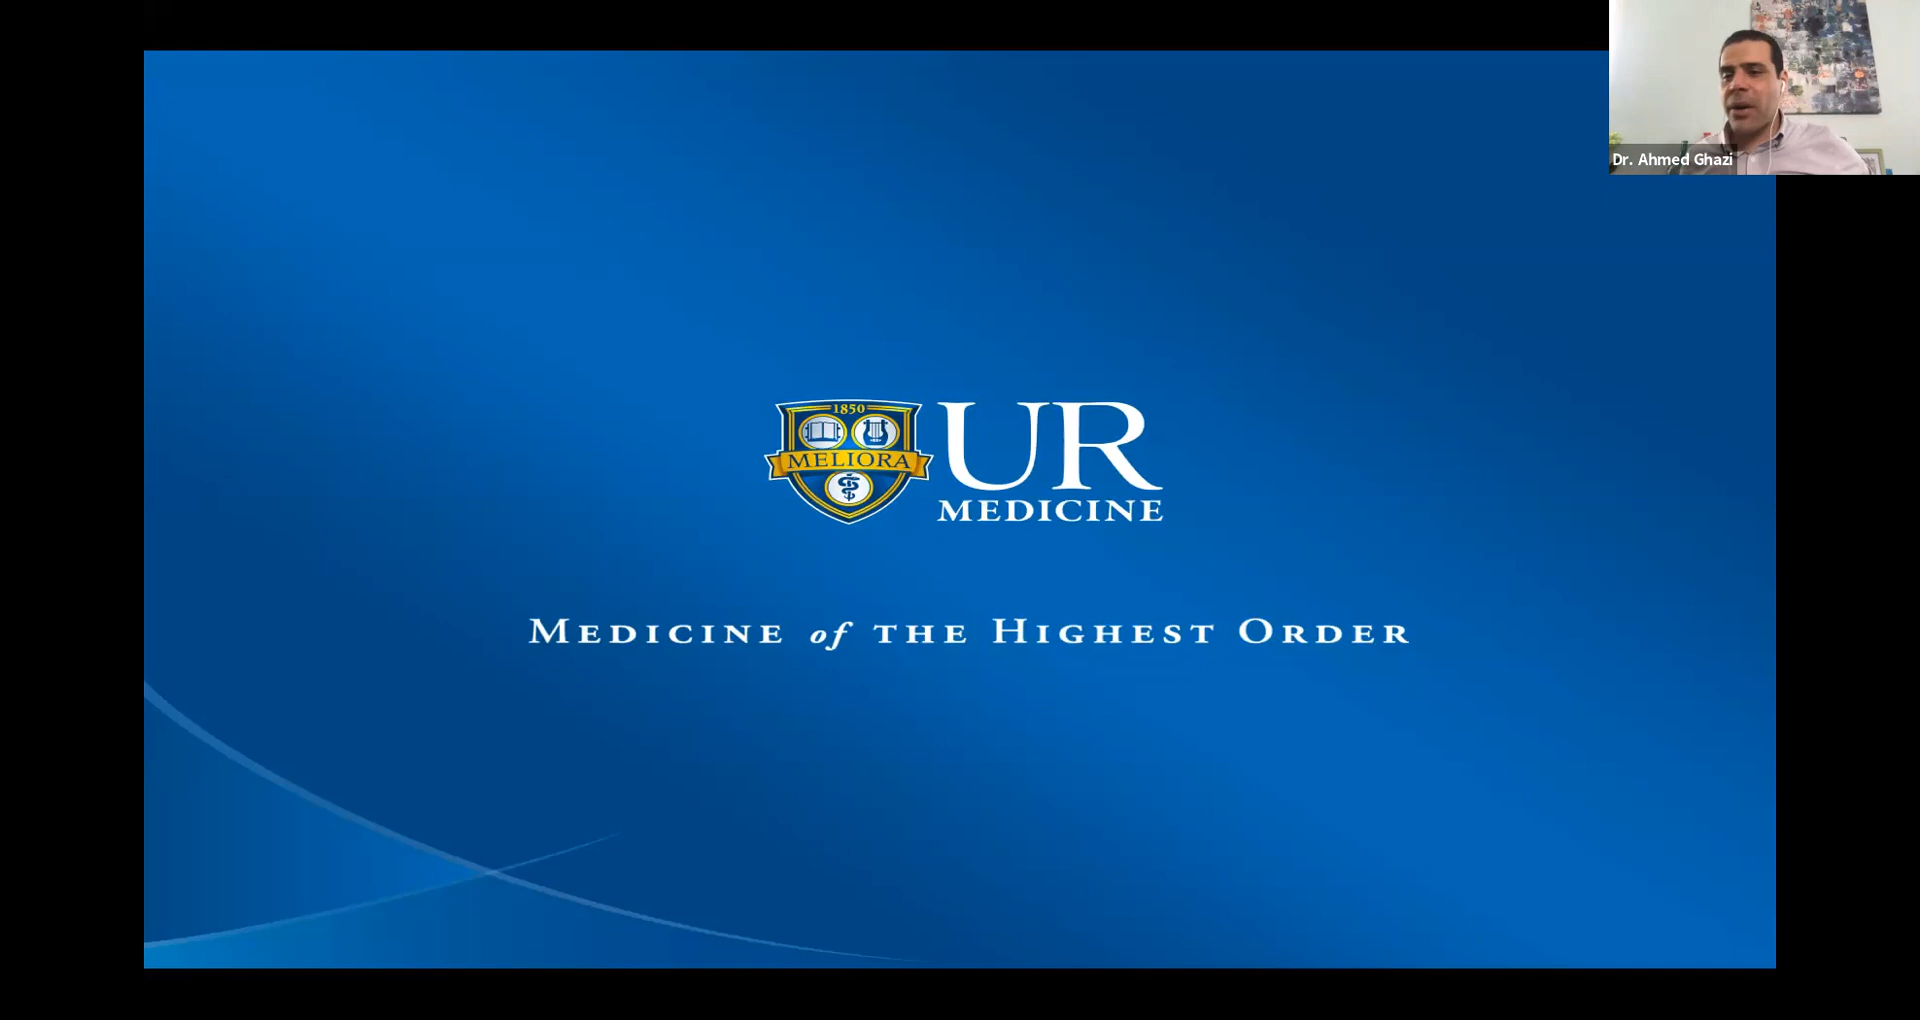 Dr. Ahmed Ghazi
1850
MELIORA
UR
MEDICINE
MEDICINE of THE HIGHEST ORDER